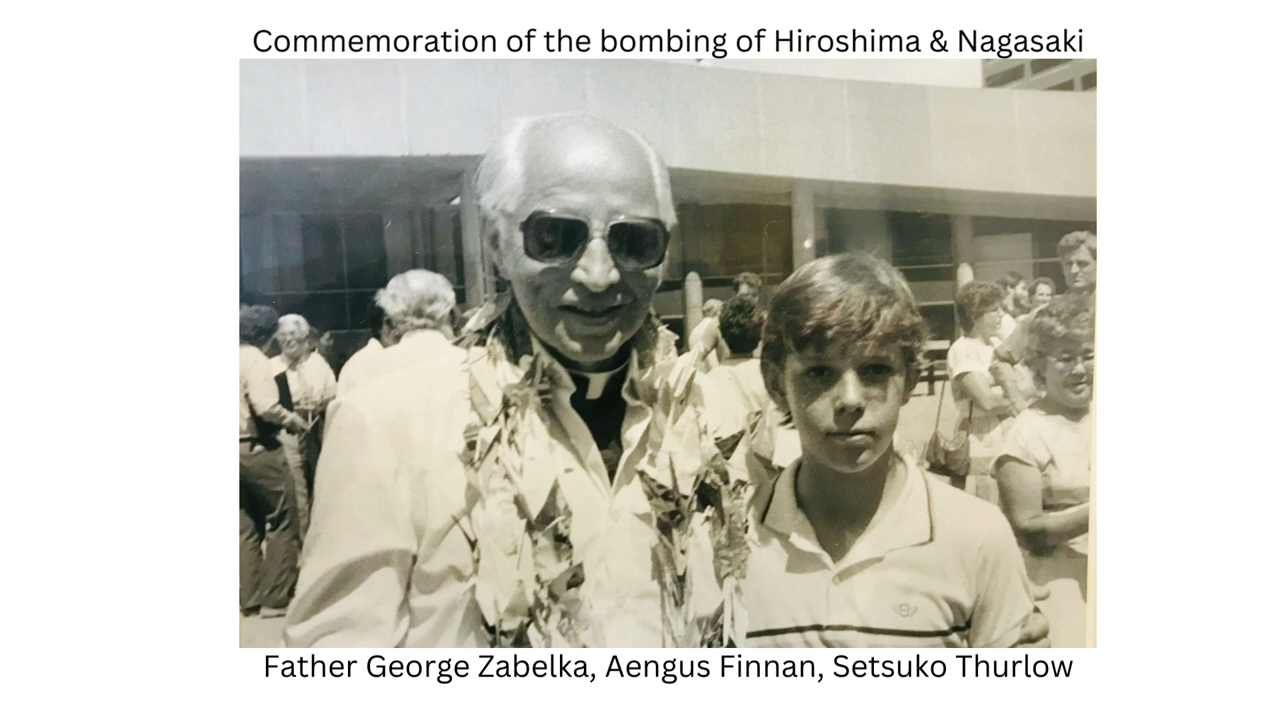 Commemoration of the bombing of Hiroshima & Nagasaki
Father George Zabelka, Aengus Finnan, Setsuko Thurlow